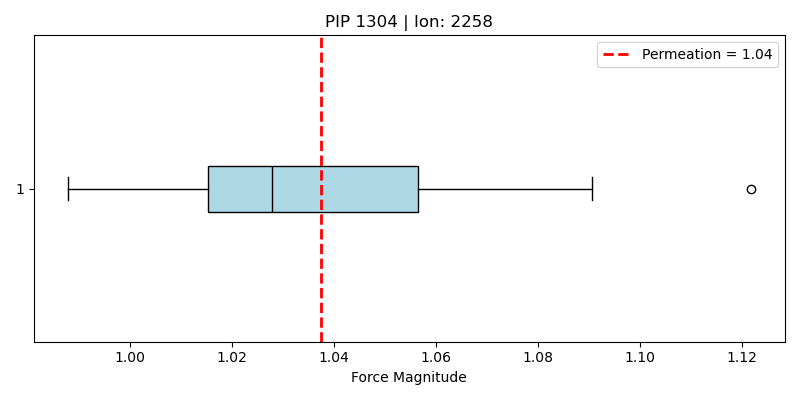 PIP 1304 | Ion: 2258
Permeation = 1.04
1
1.00 1.02 1.04 1.06 1.08 1.10 1.12
Force Magnitude